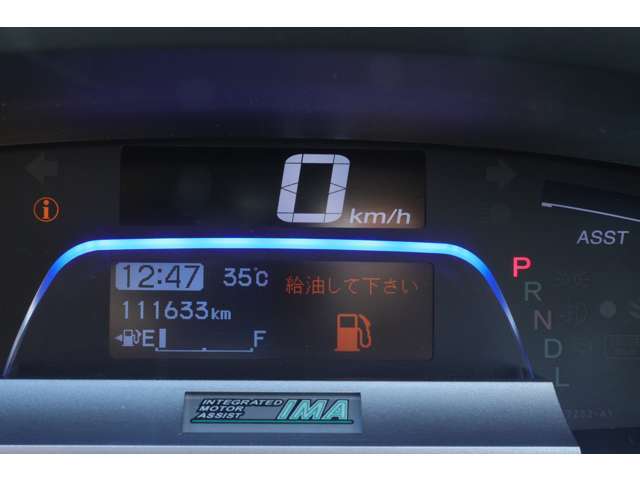 0 km/h
ASST
12:47 35℃ 給油して下さい
111633km
E F
P
R
N
D
L
INTEGRATED
MOTOR
ASSIST
IMA